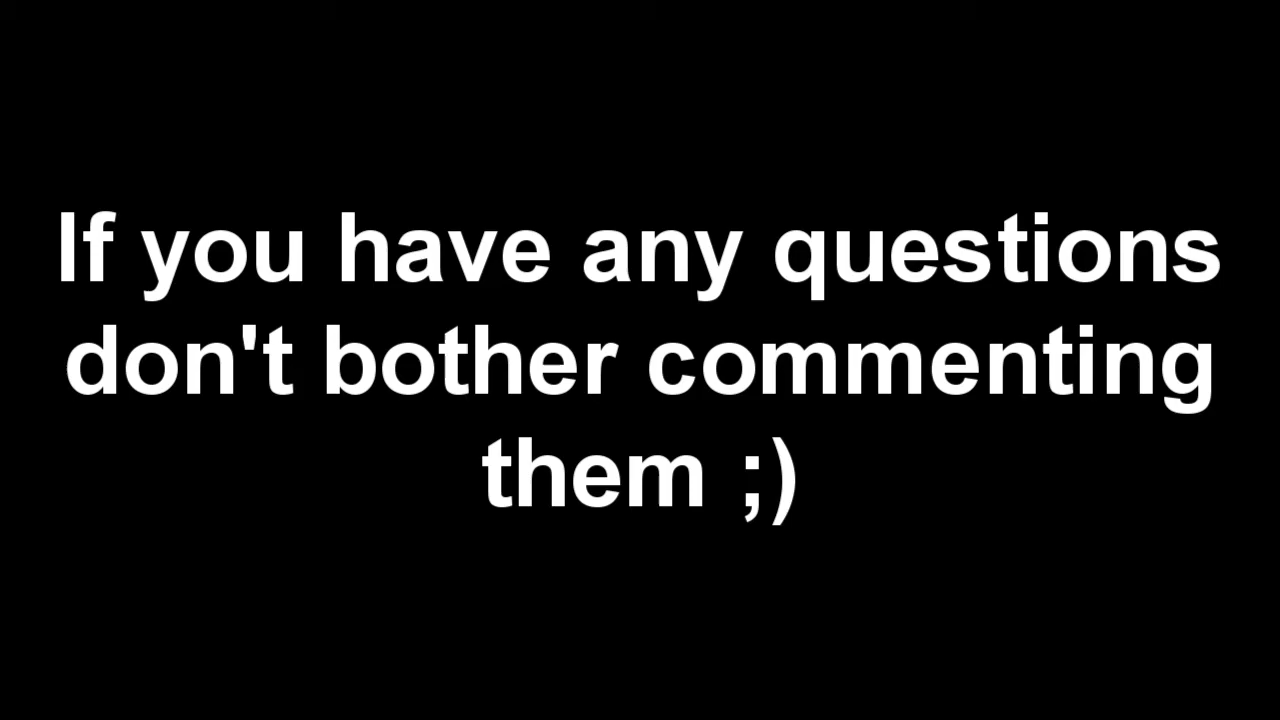 If you have any questions
don't bother commenting
them ;)